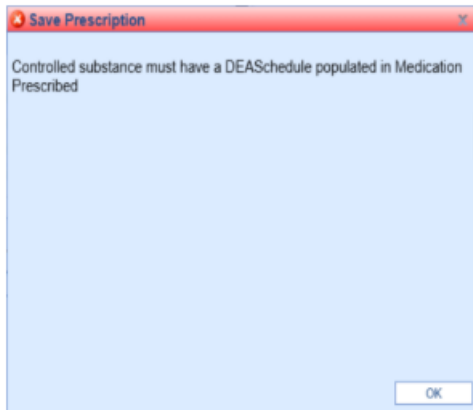 Save Prescription
Controlled substance must have a DEASchedule populated in Medication
Prescribed
OK